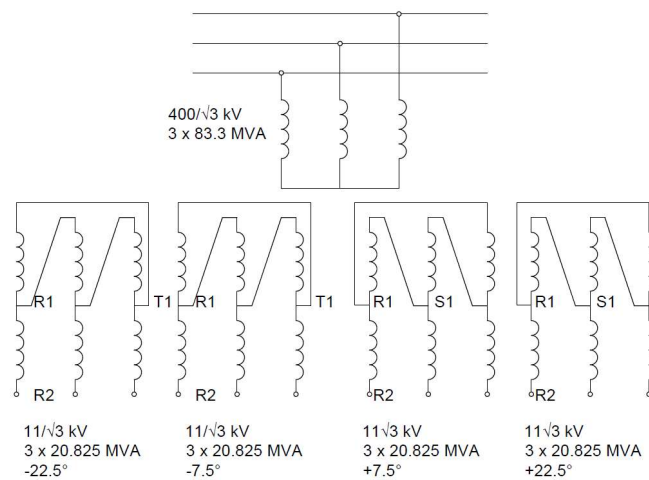 400/√3 kV
3 x 83.3 MVA
R1 T1 R1 T1 R1 S1 R1 S1
R2 R2 R2 R2
11/√3 kV 11/√3 kV 11√3 kV 11√3 kV
3 x 20.825 MVA 3 x 20.825 MVA 3 x 20.825 MVA 3 x 20.825 MVA
-22.5° -7.5° +7.5° +22.5°